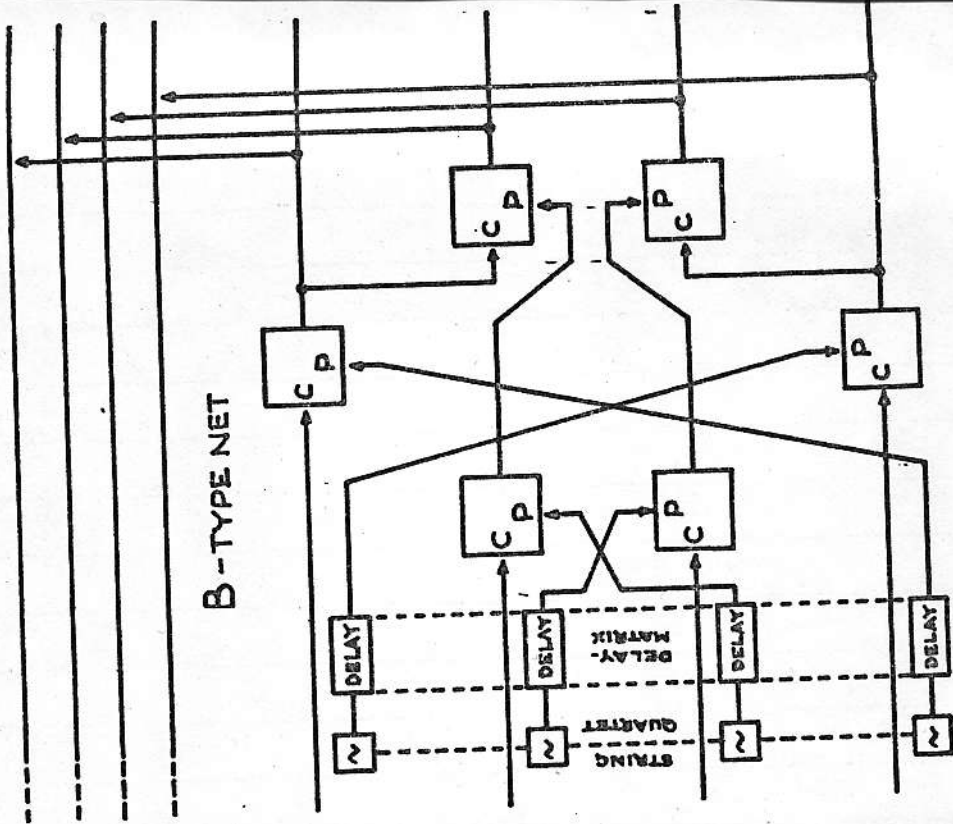 B-TYPE NET
C P
C P
C P
C P
C P
C P
DELAY
DELAY
DELAY
DELAY
DELAY-
MATRIX
STRING
QUARTET
~
~
~
~